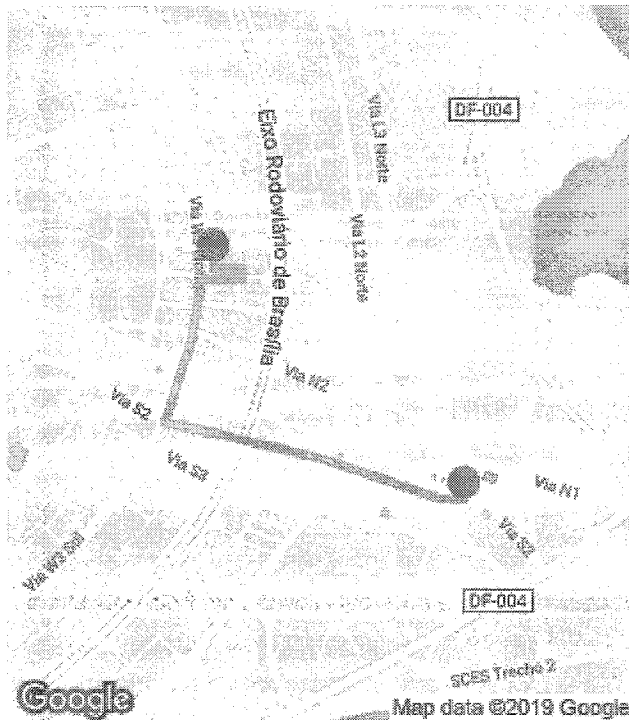 DF-004
Via L3 Norte
Eixo Rodoviário de Brasília
Via L2 Norte
Via N2
Via S2
Via S3
Via N1
Via S2
Via W3 Sul
DF-004
SCES Trecho 2
Google
Map data ©2019 Google